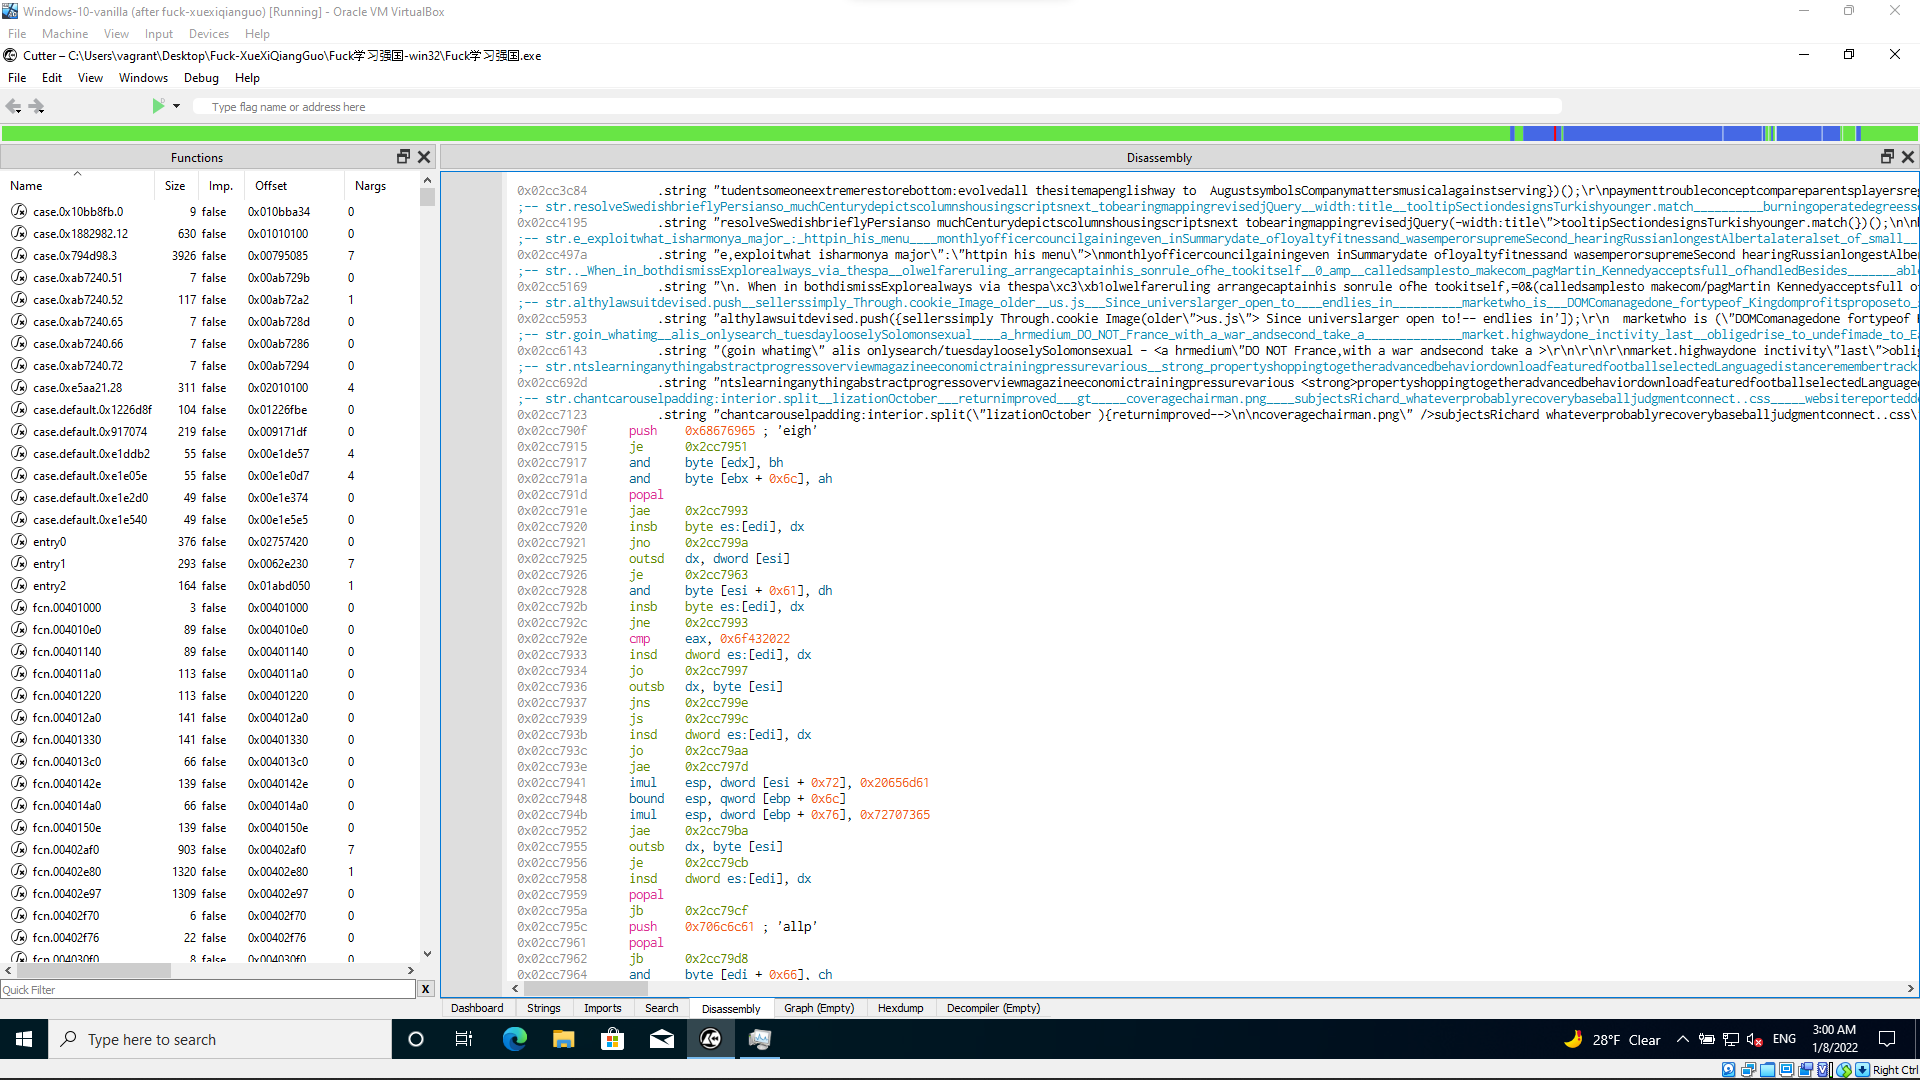 Windows-10-vanilla (after fuck-xuexiqianguo) [Running] - Oracle VM VirtualBox
File Machine View Input Devices Help
Cutter – C:\Users\vagrant\Desktop\Fuck-XueXiQiangGuo\Fuck学习强国-win32\Fuck学习强国.exe
File Edit View Windows Debug Help
Type flag name or address here
Functions
Name Size Imp. Offset Nargs
case.0x10bb8fb.0 9 false 0x010bba34 0
case.0x1882982.12 630 false 0x01010100 0
case.0x794d98.3 3926 false 0x00795085 7
case.0xab7240.51 7 false 0x00ab729b 0
case.0xab7240.52 117 false 0x00ab72a2 1
case.0xab7240.65 7 false 0x00ab728d 0
case.0xab7240.66 7 false 0x00ab7286 0
case.0xab7240.72 7 false 0x00ab7294 0
case.0xe5aa21.28 311 false 0x02010100 4
case.default.0x1226d8f 104 false 0x01226fbe 0
case.default.0x917074 219 false 0x009171df 0
case.default.0xe1ddb2 55 false 0x00e1de57 4
case.default.0xe1e05e 55 false 0x00e1e0d7 4
case.default.0xe1e2d0 49 false 0x00e1e374 0
case.default.0xe1e540 49 false 0x00e1e5e5 0
entry0 376 false 0x02757420 0
entry1 293 false 0x0062e230 7
entry2 164 false 0x01abd050 1
fcn.00401000 3 false 0x00401000 0
fcn.004010e0 89 false 0x004010e0 0
fcn.00401140 89 false 0x00401140 0
fcn.004011a0 113 false 0x004011a0 0
fcn.00401220 113 false 0x00401220 0
fcn.004012a0 141 false 0x004012a0 0
fcn.00401330 141 false 0x00401330 0
fcn.004013c0 66 false 0x004013c0 0
fcn.0040142e 139 false 0x0040142e 0
fcn.004014a0 66 false 0x004014a0 0
fcn.0040150e 139 false 0x0040150e 0
fcn.00402af0 903 false 0x00402af0 7
fcn.00402e80 1320 false 0x00402e80 1
fcn.00402e97 1309 false 0x00402e97 0
fcn.00402f70 6 false 0x00402f70 0
fcn.00402f76 22 false 0x00402f76 0
fcn.004030f0 8 false 0x004030f0 0
Quick Filter X
Disassembly
0x02cc3c84 .string "tudentsomeoneextremerestorebottom:evolvedall thesitemapenglishway to  AugustsymbolsCompanymattersmusicalagainstserving})();\r\npaymenttroubleconceptcompareparentsplayersreg
;-- str.resolveSwedishbrieflyPersianso_muchCenturydepictscolumnshousingscriptsnext_tobearingmappingrevisedjQuery__width:title__tooltipSectiondesignsTurkishyounger.match__________burningoperatedegreesso
0x02cc4195 .string "resolveSwedishbrieflyPersianso muchCenturydepictscolumnshousingscriptsnext tobearingmappingrevisedjQuery(-width:title\">tooltipSectiondesignsTurkishyounger.match(})();\n\nb
;-- str.e_exploitwhat_isharmonya_major_:_httpin_his_menu____monthlyofficercouncilgainingeven_inSummarydate_ofloyaltyfitnessand_wasemperorsupremeSecond_hearingRussianlongestAlbertalateralset_of_small__
0x02cc497a .string "e,exploitwhat isharmonya major\":\"httpin his menu\">\nmonthlyofficercouncilgainingeven inSummarydate ofloyaltyfitnessand wasemperorsupremeSecond hearingRussianlongestAlber
;-- str.._When_in_bothdismissExplorealways_via_thespa__olwelfareruling_arrangecaptainhis_sonrule_ofhe_tookitself__0_amp__calledsamplesto_makecom_pagMartin_Kennedyacceptsfull_ofhandledBesides_______able
0x02cc5169 .string "\n. When in bothdismissExplorealways via thespa\xc3\xb1olwelfareruling arrangecaptainhis sonrule ofhe tookitself,=0&(calledsamplesto makecom/pagMartin Kennedyacceptsfull o
;-- str.althylawsuitdevised.push__sellerssimply_Through.cookie_Image_older__us.js___Since_universlarger_open_to____endlies_in__________marketwho_is___DOMComanagedone_fortypeof_Kingdomprofitsproposeto_s
0x02cc5953 .string "althylawsuitdevised.push({sellerssimply Through.cookie Image(older\">us.js\"> Since universlarger open to!-- endlies in']);\r\n  marketwho is (\"DOMComanagedone fortypeof K
;-- str.goin_whatimg__alis_onlysearch_tuesdaylooselySolomonsexual____a_hrmedium_DO_NOT_France_with_a_war_andsecond_take_a______________market.highwaydone_inctivity_last__obligedrise_to_undefimade_to_Ea
0x02cc6143 .string "(goin whatimg\" alis onlysearch/tuesdaylooselySolomonsexual - <a hrmedium\"DO NOT France,with a war andsecond take a >\r\n\r\n\r\nmarket.highwaydone inctivity\"last\">oblig
;-- str.ntslearninganythingabstractprogressoverviewmagazineeconomictrainingpressurevarious__strong_propertyshoppingtogetheradvancedbehaviordownloadfeaturedfootballselectedLanguagedistanceremembertrack
0x02cc692d .string "ntslearninganythingabstractprogressoverviewmagazineeconomictrainingpressurevarious <strong>propertyshoppingtogetheradvancedbehaviordownloadfeaturedfootballselectedLanguag
;-- str.chantcarouselpadding:interior.split__lizationOctober___returnimproved___gt_____coveragechairman.png____subjectsRichard_whateverprobablyrecoverybaseballjudgmentconnect..css_____websitereportedde
0x02cc7123 .string "chantcarouselpadding:interior.split(\"lizationOctober ){returnimproved-->\n\ncoveragechairman.png\" />subjectsRichard whateverprobablyrecoverybaseballjudgmentconnect..css\
0x02cc790f push 0x68676965 ; 'eigh'
0x02cc7915 je 0x2cc7951
0x02cc7917 and byte [edx], bh
0x02cc791a and byte [ebx + 0x6c], ah
0x02cc791d popal
0x02cc791e jae 0x2cc7993
0x02cc7920 insb byte es:[edi], dx
0x02cc7921 jno 0x2cc799a
0x02cc7925 outsd dx, dword [esi]
0x02cc7926 je 0x2cc7963
0x02cc7928 and byte [esi + 0x61], dh
0x02cc792b insb byte es:[edi], dx
0x02cc792c jne 0x2cc7993
0x02cc792e cmp eax, 0x6f432022
0x02cc7933 insd dword es:[edi], dx
0x02cc7934 jo 0x2cc7997
0x02cc7936 outsb dx, byte [esi]
0x02cc7937 jns 0x2cc799e
0x02cc7939 js 0x2cc799c
0x02cc793b insd dword es:[edi], dx
0x02cc793c jo 0x2cc79aa
0x02cc793e jae 0x2cc797d
0x02cc7941 imul esp, dword [esi + 0x72], 0x20656d61
0x02cc7948 bound esp, qword [ebp + 0x6c]
0x02cc794b imul esp, dword [ebp + 0x76], 0x72707365
0x02cc7952 jae 0x2cc79ba
0x02cc7955 outsb dx, byte [esi]
0x02cc7956 je 0x2cc79cb
0x02cc7958 insd dword es:[edi], dx
0x02cc7959 popal
0x02cc795a jb 0x2cc79cf
0x02cc795c push 0x706c6c61 ; 'allp'
0x02cc7961 popal
0x02cc7962 jb 0x2cc79d8
0x02cc7964 and byte [edi + 0x66], ch
Dashboard Strings Imports Search Disassembly Graph (Empty) Hexdump Decompiler (Empty)
Type here to search
28°F Clear ENG 3:00 AM
1/8/2022
Right Ctrl